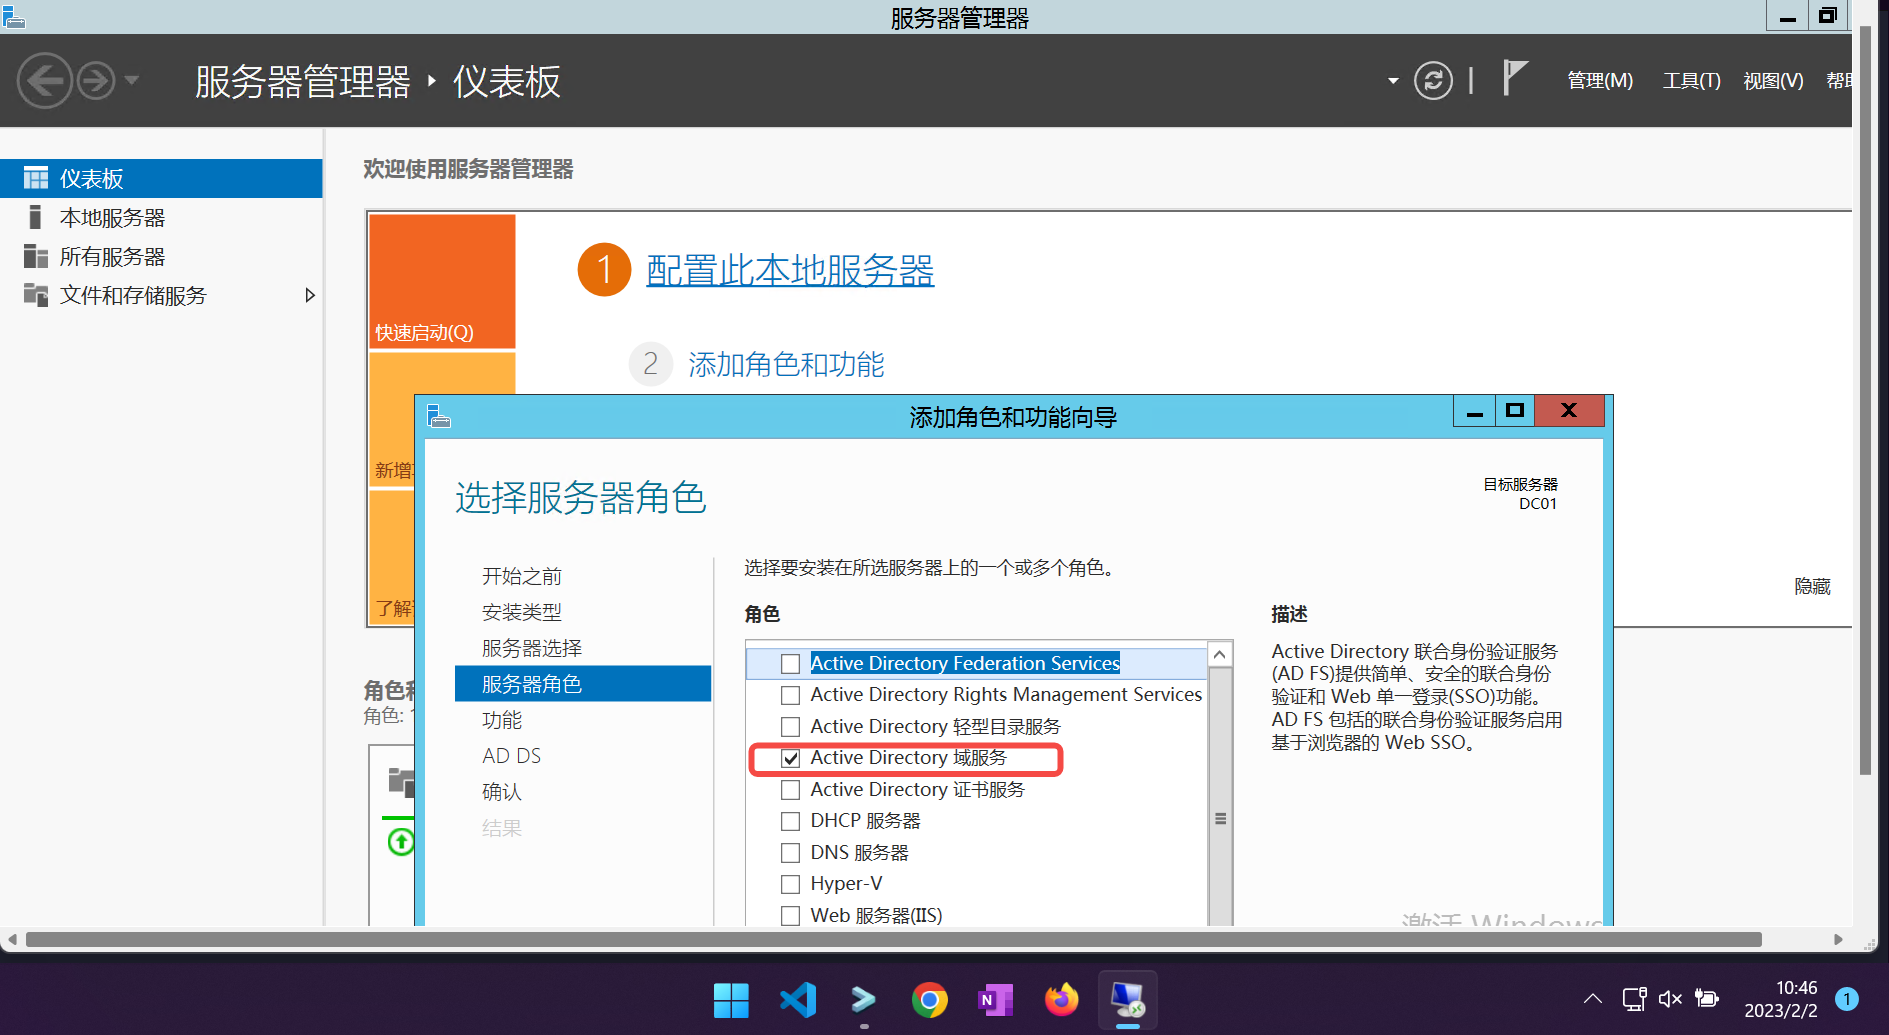 服务器管理器
服务器管理器 ‣ 仪表板
管理(M) 工具(T) 视图(V)
仪表板
本地服务器
所有服务器
文件和存储服务
欢迎使用服务器管理器
快速启动(Q)
1 配置此本地服务器
2 添加角色和功能
新增
了解
隐藏
角色
角色:
添加角色和功能向导
选择服务器角色
目标服务器
DC01
开始之前
安装类型
服务器选择
服务器角色
功能
AD DS
确认
结果
选择要安装在所选服务器上的一个或多个角色。
角色
Active Directory Federation Services
Active Directory Rights Management Services
Active Directory 轻型目录服务
Active Directory 域服务
Active Directory 证书服务
DHCP 服务器
DNS 服务器
Hyper-V
Web 服务器(IIS)
描述
Active Directory 联合身份验证服务
(AD FS)提供简单、安全的联合身份
验证和 Web 单一登录(SSO)功能。
AD FS 包括的联合身份验证服务启用
基于浏览器的 Web SSO。
激活 Windows
10:46
2023/2/2
1